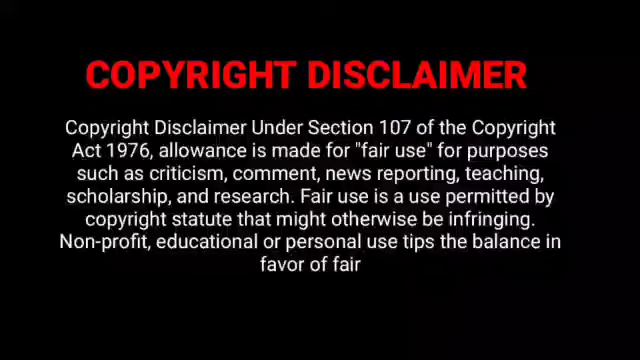 COPYRIGHT DISCLAIMER
Copyright Disclaimer Under Section 107 of the Copyright
Act 1976, allowance is made for "fair use" for purposes
such as criticism, comment, news reporting, teaching,
scholarship, and research. Fair use is a use permitted by
copyright statute that might otherwise be infringing.
Non-profit, educational or personal use tips the balance in
favor of fair